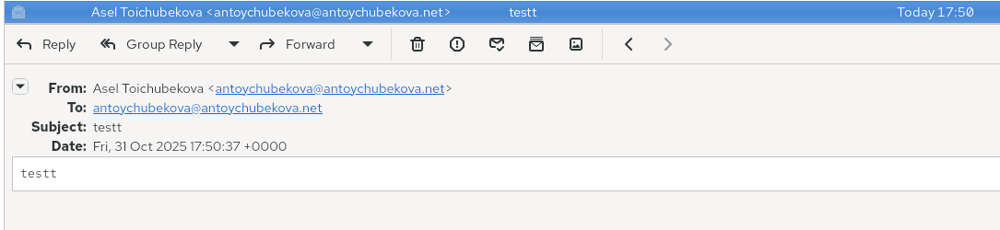 Asel Toichubekova <antoychubekova@antoychubekova.net> testt Today 17:50
Reply Group Reply Forward
From: Asel Toichubekova <antoychubekova@antoychubekova.net>
To: antoychubekova@antoychubekova.net
Subject: testt
Date: Fri, 31 Oct 2025 17:50:37 +0000
testt